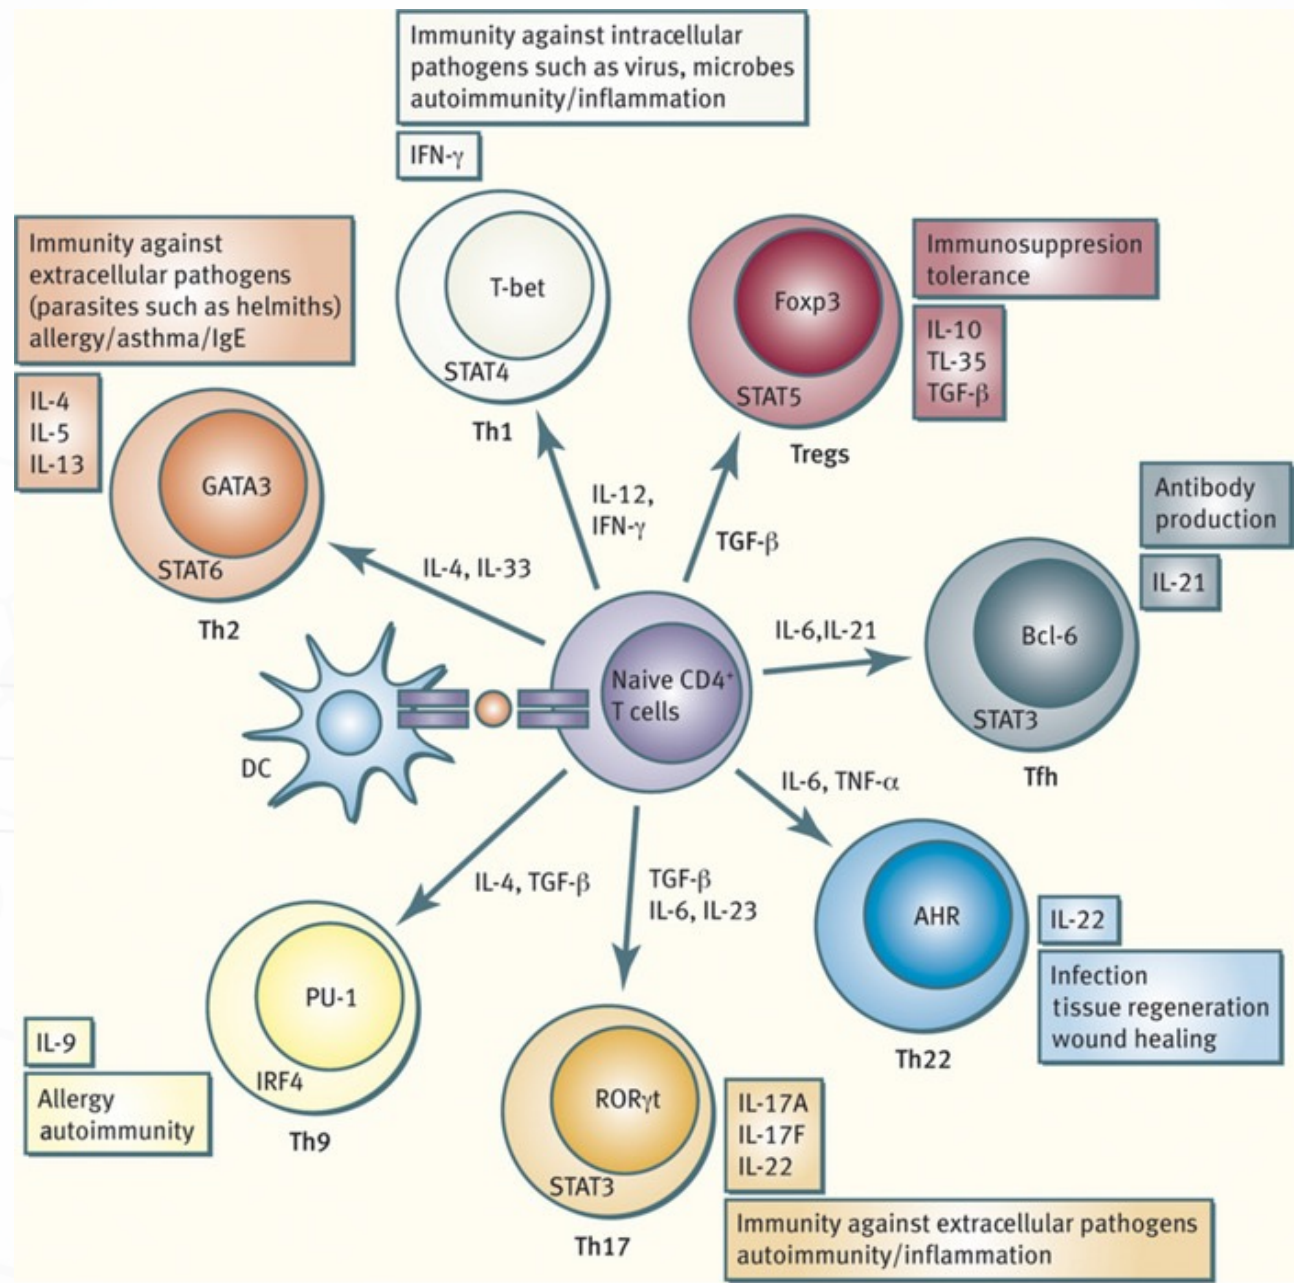 Immunity against intracellular
pathogens such as virus, microbes
autoimmunity/inflammation
IFN-γ
T-bet
STAT4
Th1
Immunity against
extracellular pathogens
(parasites such as helmiths)
allergy/asthma/IgE
IL-4
IL-5
IL-13
GATA3
STAT6
Th2
Foxp3
STAT5
Tregs
Immunosuppresion
tolerance
IL-10
TL-35
TGF-β
IL-12,
IFN-γ
TGF-β
IL-4, IL-33
IL-6,IL-21
Antibody
production
IL-21
Bcl-6
STAT3
Tfh
Naive CD4⁺
T cells
DC
IL-6, TNF-α
IL-4, TGF-β
TGF-β
IL-6, IL-23
AHR
Th22
IL-22
Infection
tissue regeneration
wound healing
PU-1
IRF4
Th9
IL-9
Allergy
autoimmunity
RORγt
STAT3
Th17
IL-17A
IL-17F
IL-22
Immunity against extracellular pathogens
autoimmunity/inflammation